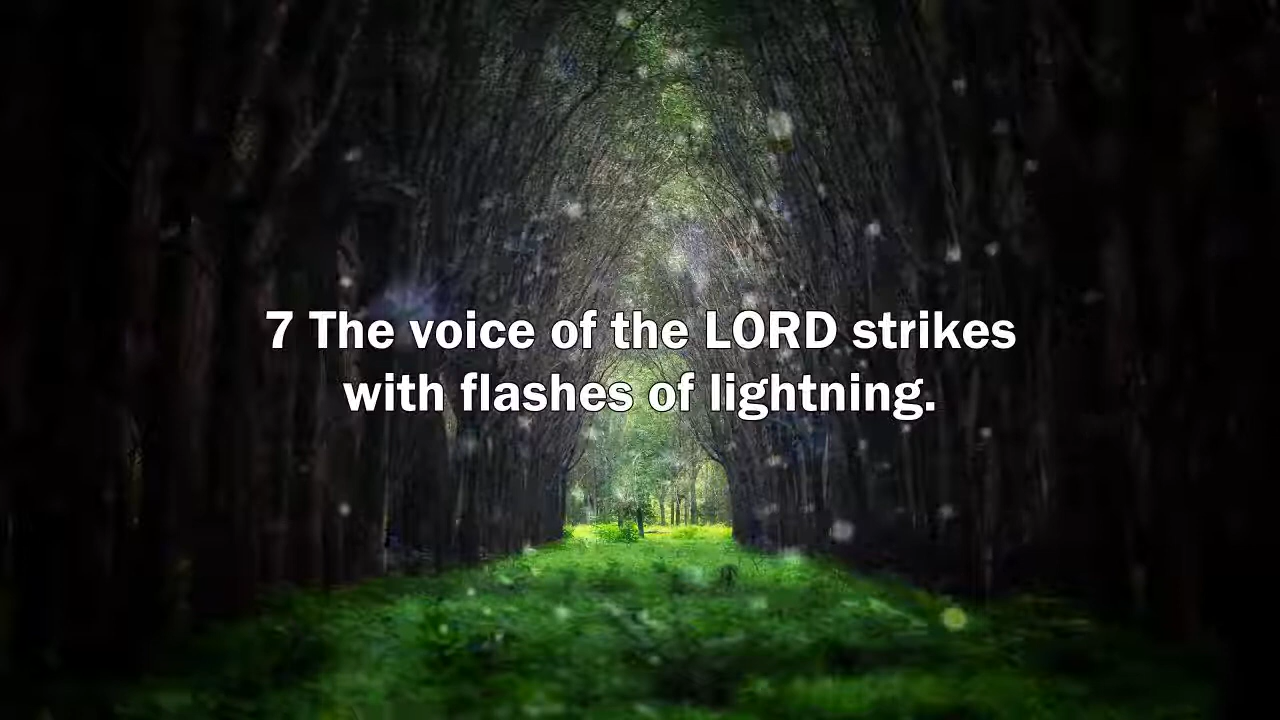 7 The voice of the LORD strikes
with flashes of lightning.